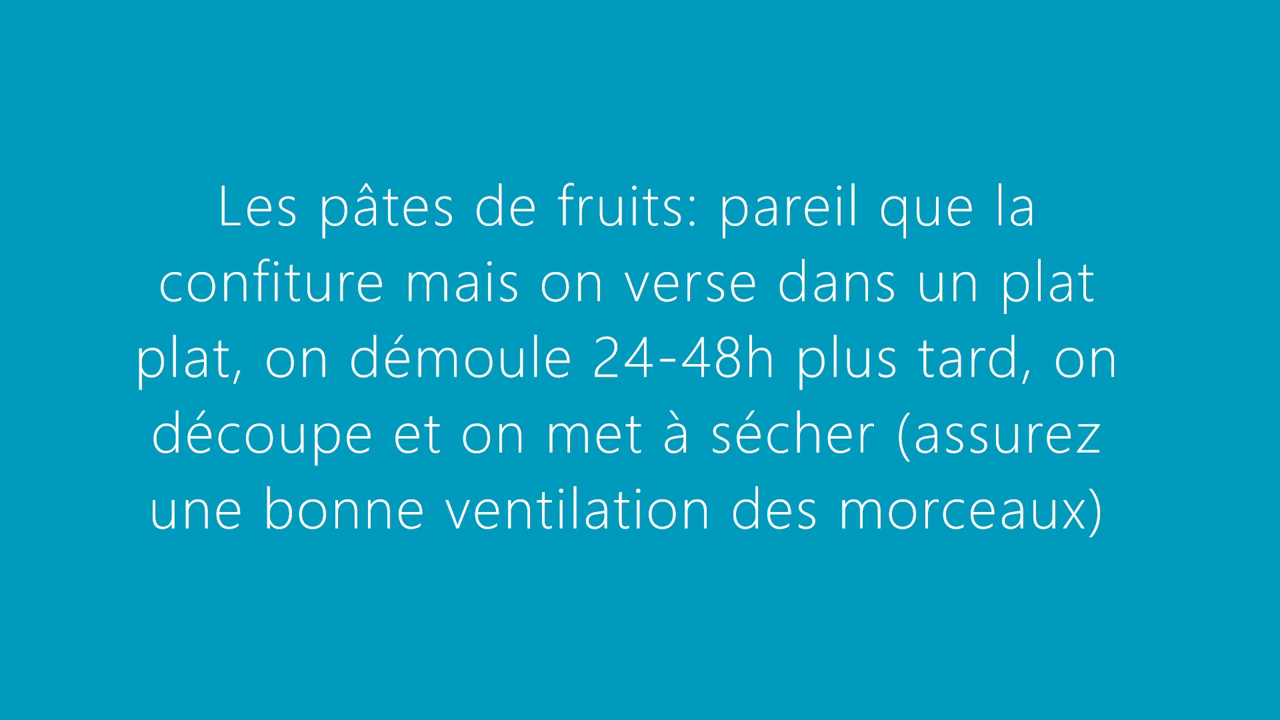 Les pâtes de fruits: pareil que la
confiture mais on verse dans un plat
plat, on démoule 24-48h plus tard, on
découpe et on met à sécher (assurez
une bonne ventilation des morceaux)